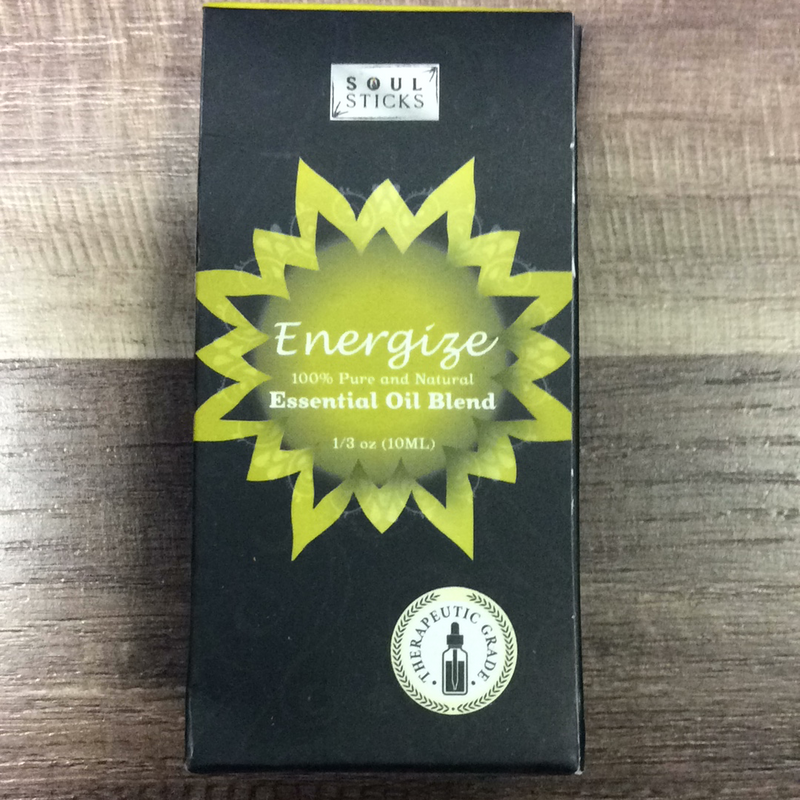 SOUL
STICKS
Energize
100% Pure and Natural
Essential Oil Blend
1/3 oz (10ML)
• THERAPEUTIC GRADE •